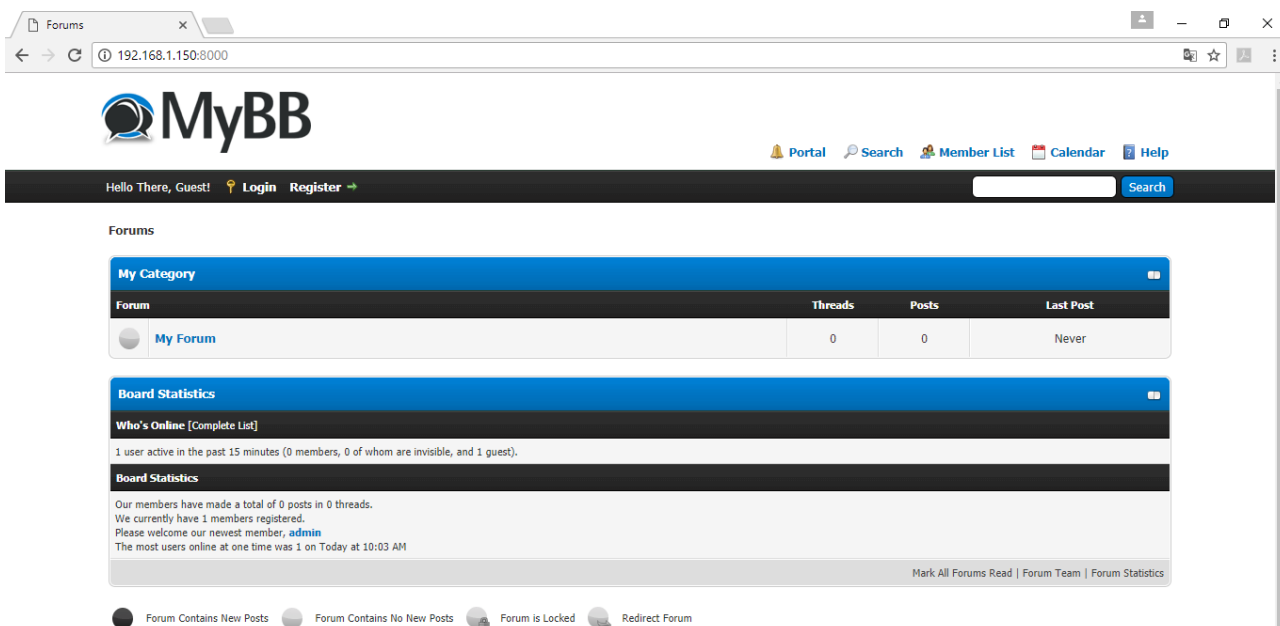 Forums
192.168.1.150:8000
MyBB
Portal Search Member List Calendar Help
Hello There, Guest! Login Register Search
Forums
My Category
Forum Threads Posts Last Post
My Forum 0 0 Never
Board Statistics
Who's Online [Complete List]
1 user active in the past 15 minutes (0 members, 0 of whom are invisible, and 1 guest).
Board Statistics
Our members have made a total of 0 posts in 0 threads.
We currently have 1 members registered.
Please welcome our newest member, admin
The most users online at one time was 1 on Today at 10:03 AM
Mark All Forums Read | Forum Team | Forum Statistics
Forum Contains New Posts Forum Contains No New Posts Forum is Locked Redirect Forum